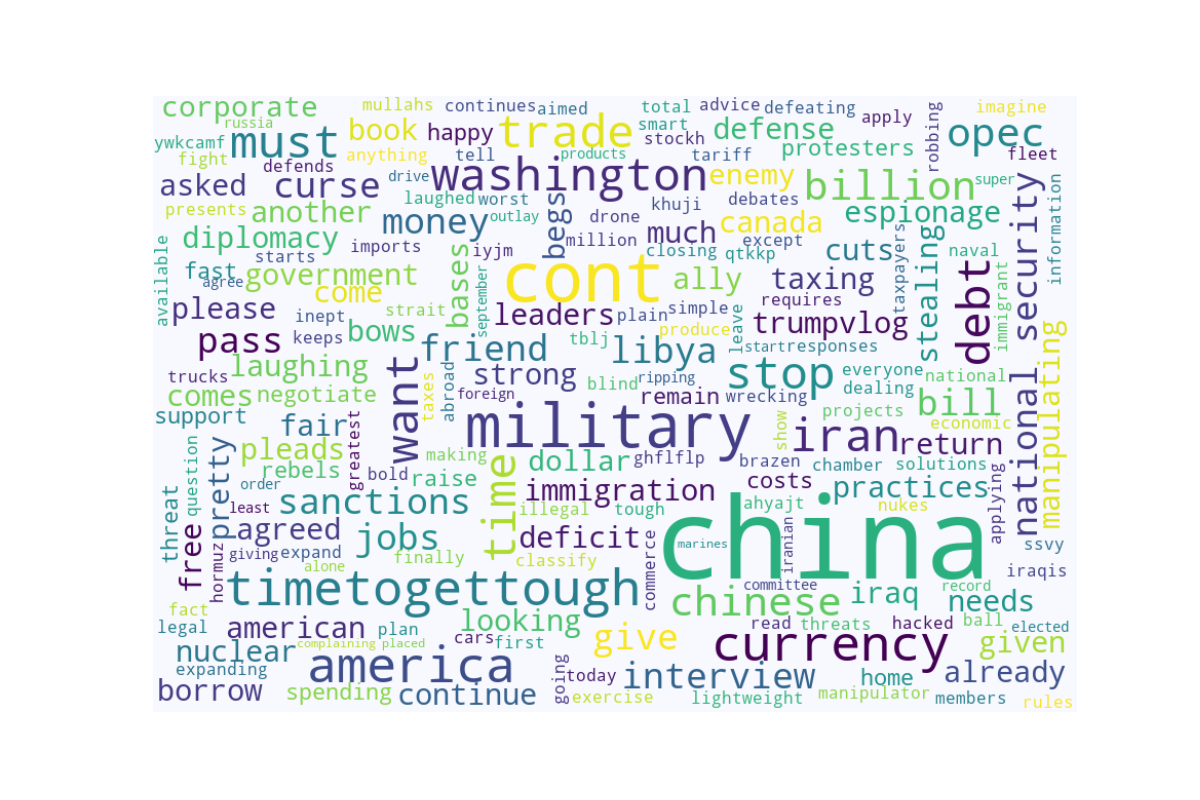 corporate
mullahs
continues
aimed
total
advice
defeating
apply
robbing
imagine
russia
ywkcamf
must
book
happy
trade
smart
stockh
defense
protesters
opec
fleet
fight
defends
anything
tell
products
tariff
drive
washington
enemy
billion
super
asked
curse
laughed
worst
khuji
debates
presents
another
money
outlay
begs
drone
million
much
canada
except
espionage
national security
information
diplomacy
imports
iyjm
closing
qtkkp
cuts
taxpayers
stealing
naval
available
starts
fast
agree
government
come
bases
september
cont
ally
taxing
debt
immigrant
please
inept
strait
leaders
plain
simple
requires
produce
leave
trumpvlog
pass
keeps
bows
friend
tblj
libya
start
responses
laughing
want
strong
blind
ripping
stop
everyone
national
manipulating
trucks
comes
negotiate
taxes
abroad
foreign
remain
wrecking
dealing
bill
support
fair
greatest
military
show
projects
economic
iran
return
question
pretty
pleads
making
dollar
ghflflp
brazen
chamber
solutions
threat
rebels
bold
raise
time
immigration
costs
practices
order
least
sanctions
illegal
tough
ahyajt
nukes
applying
free
agreed
jobs
deficit
china
marines
iranian
ssvy
hormuz
giving
expand
finally
classify
commerce
alone
timetogettough
committee
record
iraqis
fact
chinese
iraq
needs
legal
american
plan
looking
give
read
threats
hacked
ball
elected
complaining
placed
cars
first
nuclear
currency
given
expanding
america
going
today
interview
home
already
borrow
spending
continue
exercise
lightweight
manipulator
members
rules